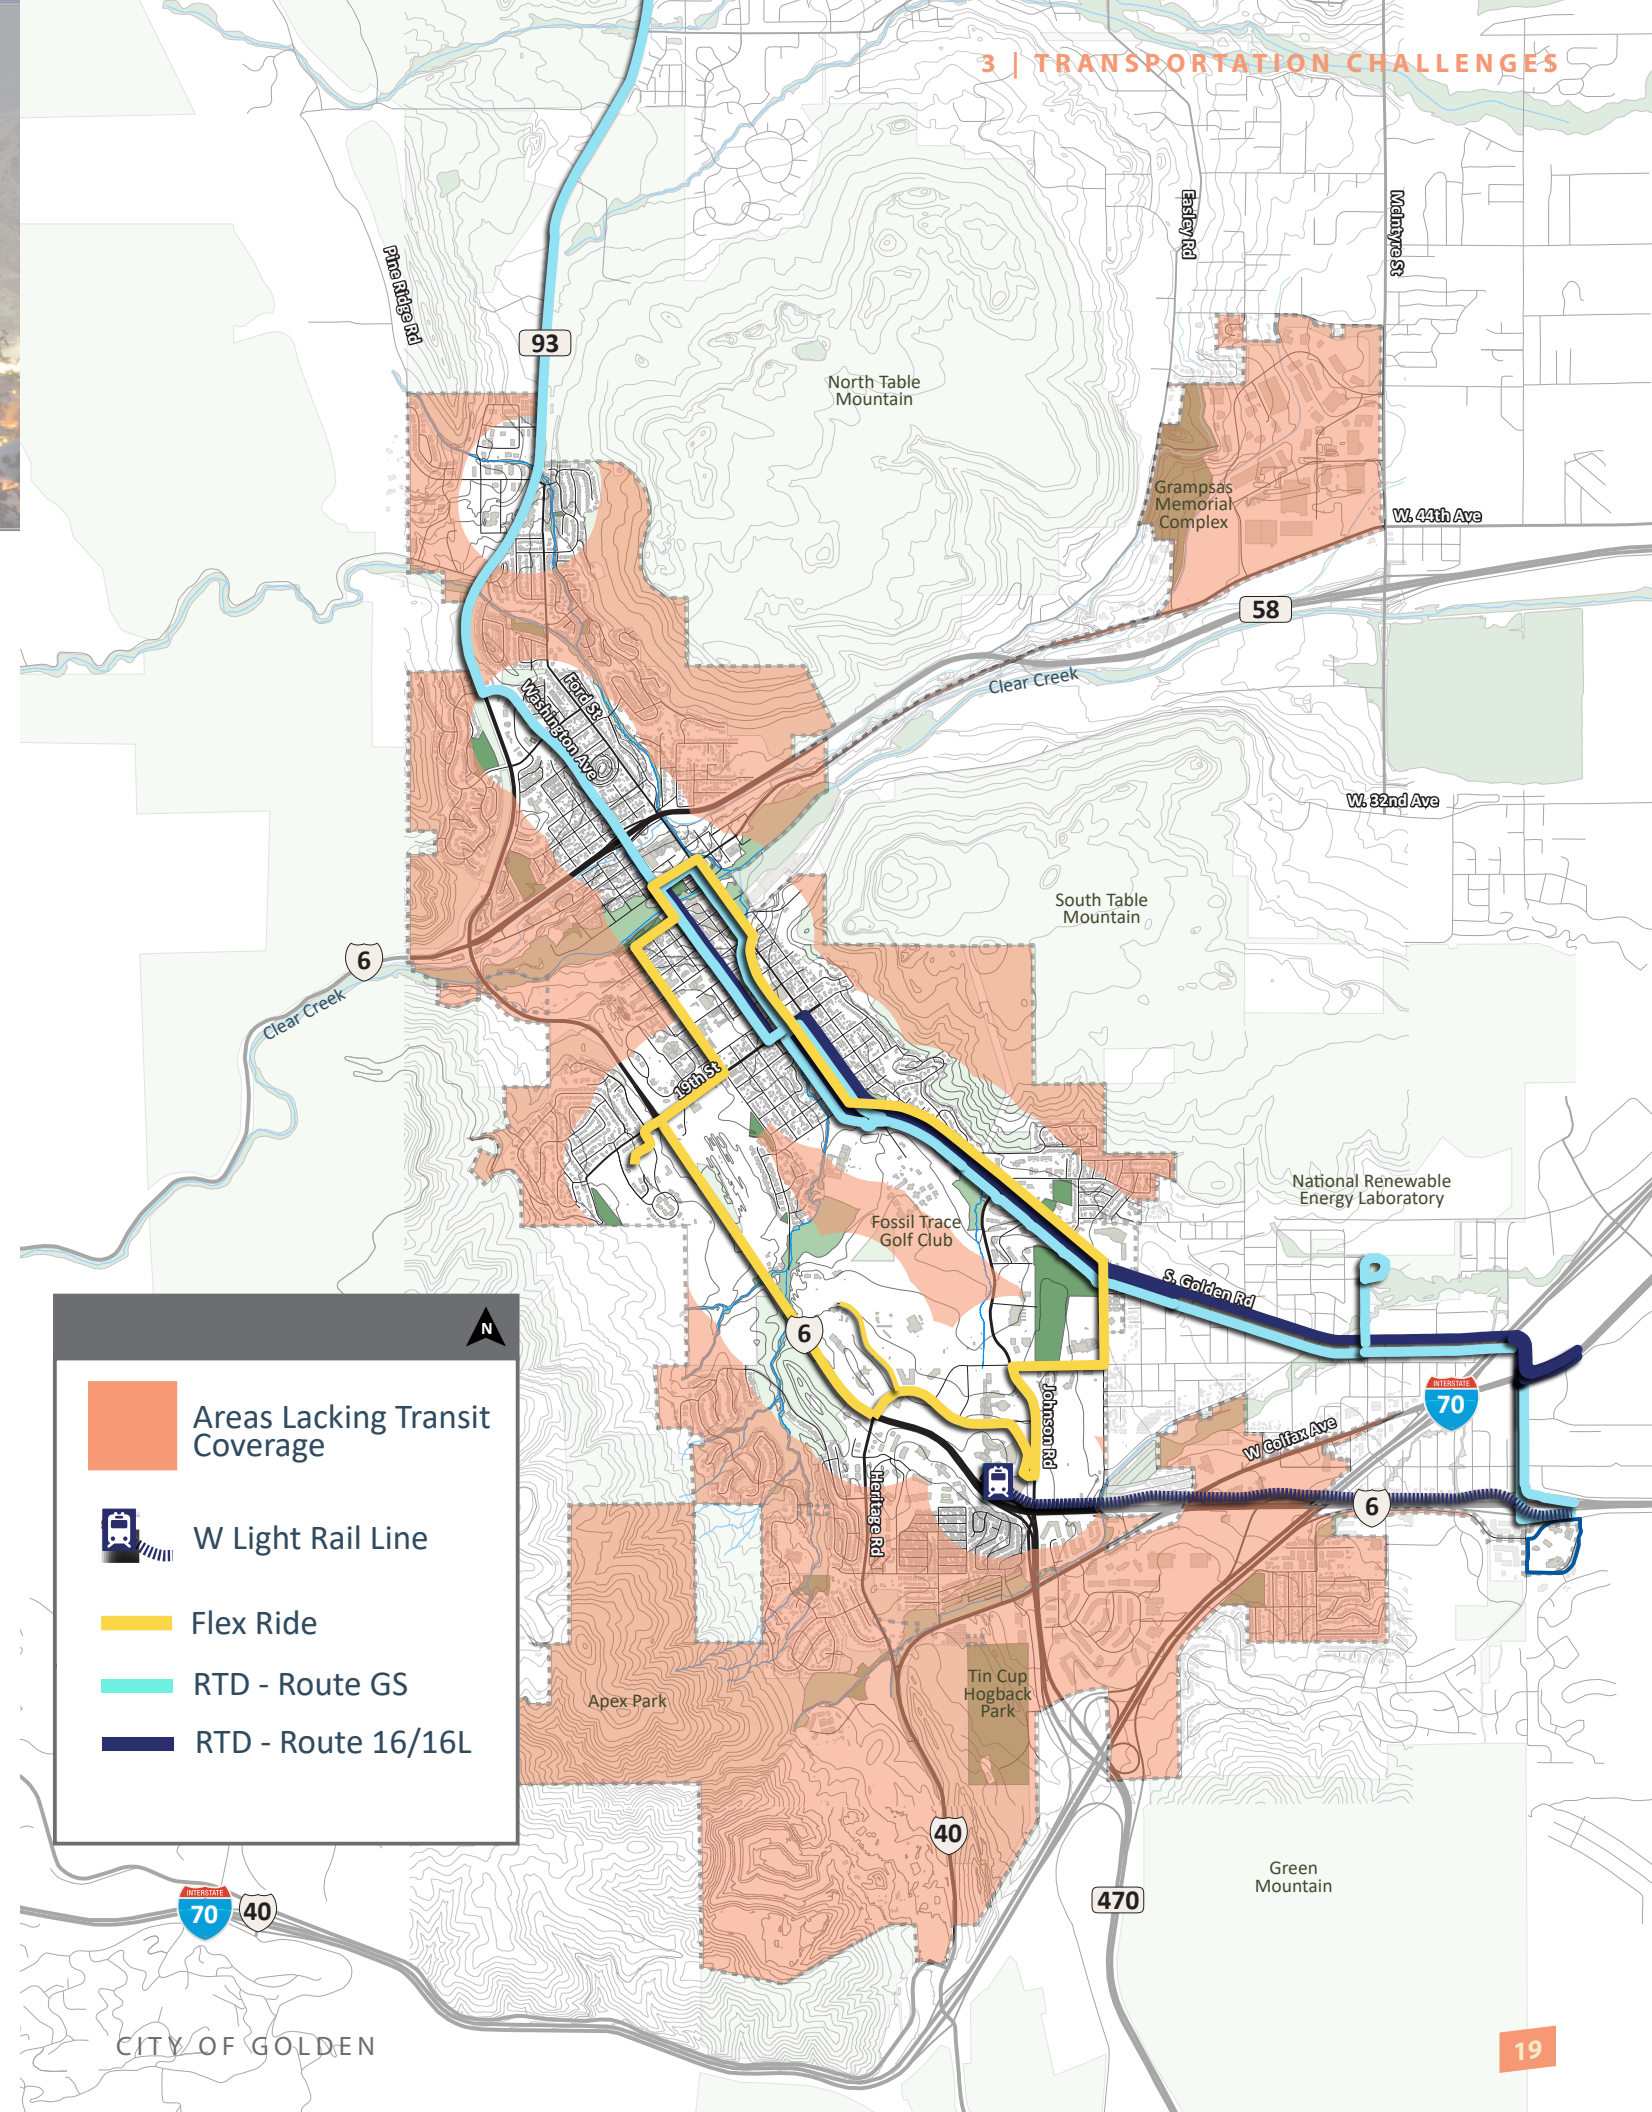 3 | TRANSPORTATION CHALLENGES
Pine Ridge Rd
Easley Rd
McIntyre St
93
North Table
Mountain
Grampsas
Memorial
Complex
W. 44th Ave
58
Clear Creek
Ford St
Washington Ave
W. 32nd Ave
South Table
Mountain
6
Clear Creek
19th St
National Renewable
Energy Laboratory
Fossil Trace
Golf Club
S. Golden Rd
6
INTERSTATE
70
Johnson Rd
W Colfax Ave
Heritage Rd
6
N
Areas Lacking Transit
Coverage
W Light Rail Line
Flex Ride
RTD - Route GS
RTD - Route 16/16L
Apex Park
Tin Cup
Hogback
Park
40
Green
Mountain
470
INTERSTATE
70
40
CITY OF GOLDEN
19